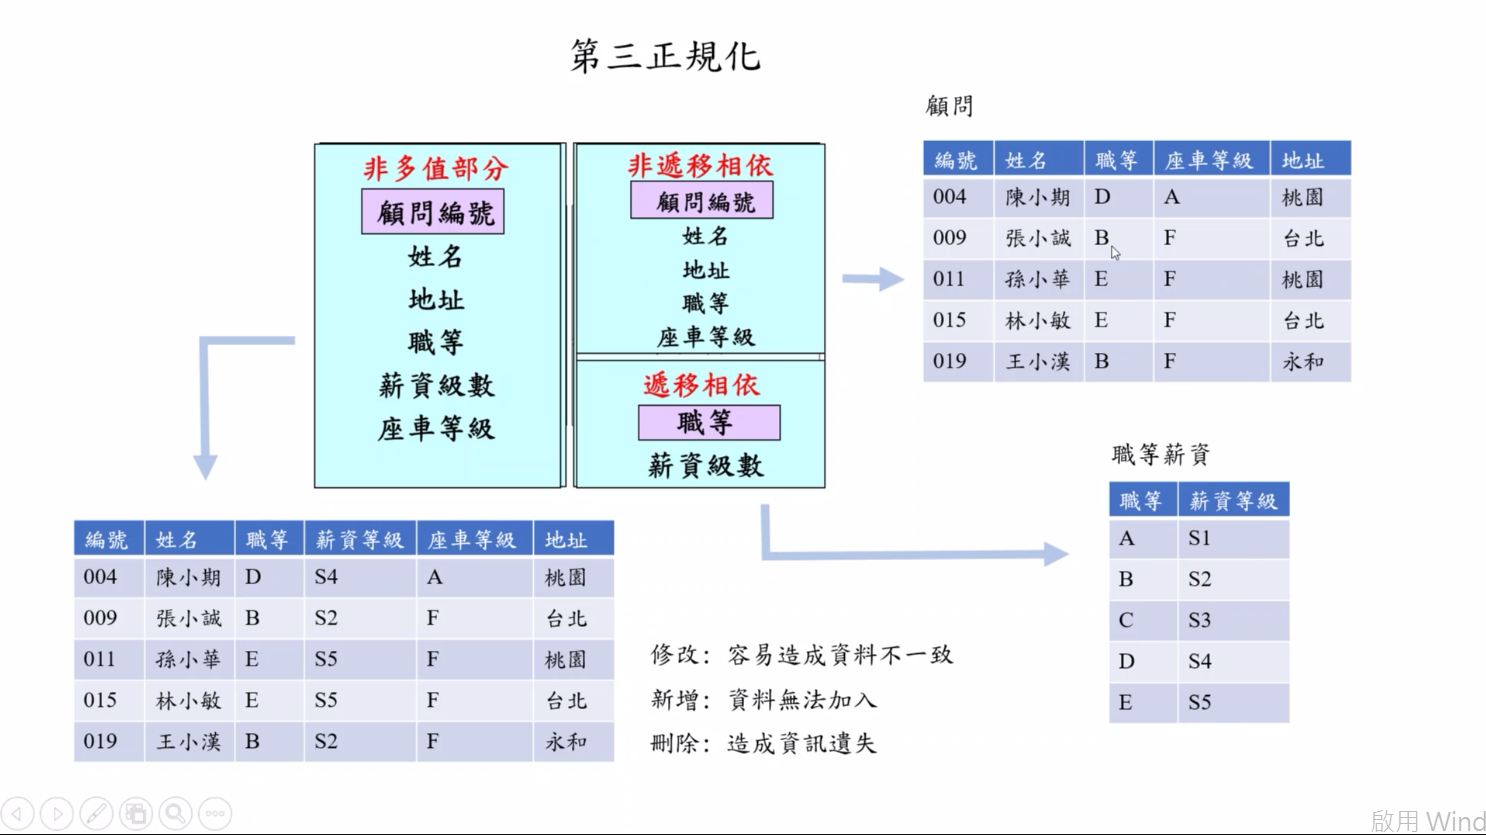 第三正規化
非多值部分
顧問編號
姓名
地址
職等
薪資級數
座車等級
非遞移相依
顧問編號
姓名
地址
職等
座車等級
遞移相依
職等
薪資級數
顧問
編號 姓名 職等 座車等級 地址
004 陳小期 D A 桃園
009 張小誠 B F 台北
011 孫小華 E F 桃園
015 林小敏 E F 台北
019 王小漢 B F 永和
編號 姓名 職等 薪資等級 座車等級 地址
004 陳小期 D S4 A 桃園
009 張小誠 B S2 F 台北
011 孫小華 E S5 F 桃園
015 林小敏 E S5 F 台北
019 王小漢 B S2 F 永和
修改：容易造成資料不一致
新增：資料無法加入
刪除：造成資訊遺失
職等薪資
職等 薪資等級
A S1
B S2
C S3
D S4
E S5
啟用 Wind